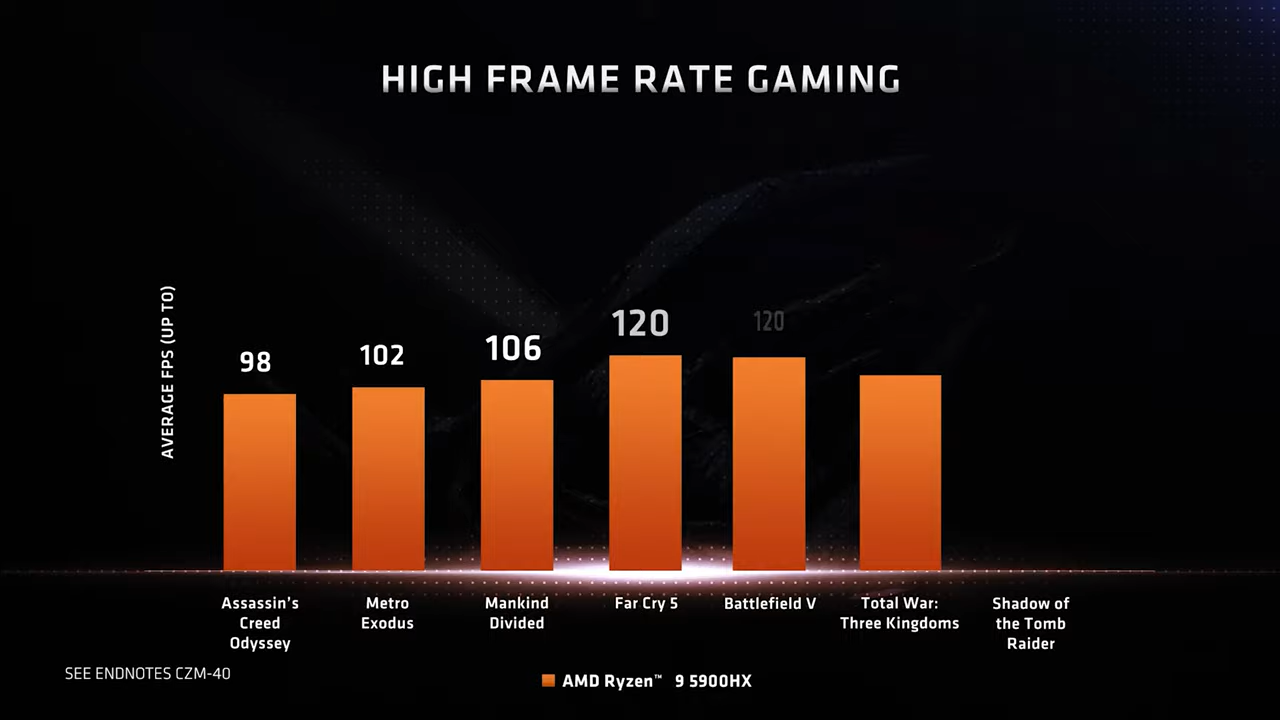 HIGH FRAME RATE GAMING
AVERAGE FPS (UP TO)
98
102
106
120
120
Assassin's
Creed
Odyssey
Metro
Exodus
Mankind
Divided
Far Cry 5
Battlefield V
Total War:
Three Kingdoms
Shadow of
the Tomb
Raider
SEE ENDNOTES CZM-40
AMD Ryzen™ 9 5900HX